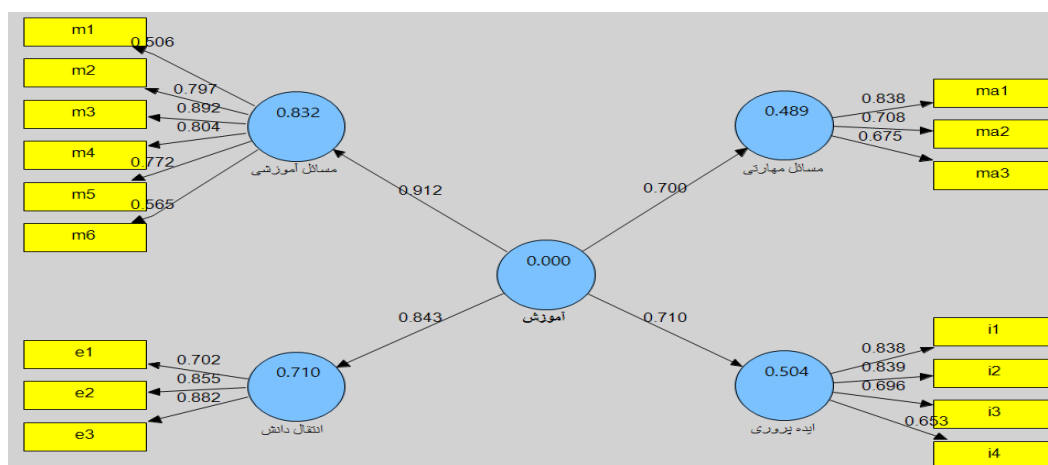 m1
0.506
m2
0.797
m3
0.892
m4
0.804
m5
0.772
m6
0.565
0.832
مسائل آموزشی
0.912
ma1
0.838
ma2
0.708
ma3
0.675
0.489
مسائل مهارتی
0.700
0.000
آموزش
e1
0.702
e2
0.855
e3
0.882
0.710
انتقال دانش
0.843
i1
0.838
i2
0.839
i3
0.696
i4
0.653
0.504
ایده پروری
0.710